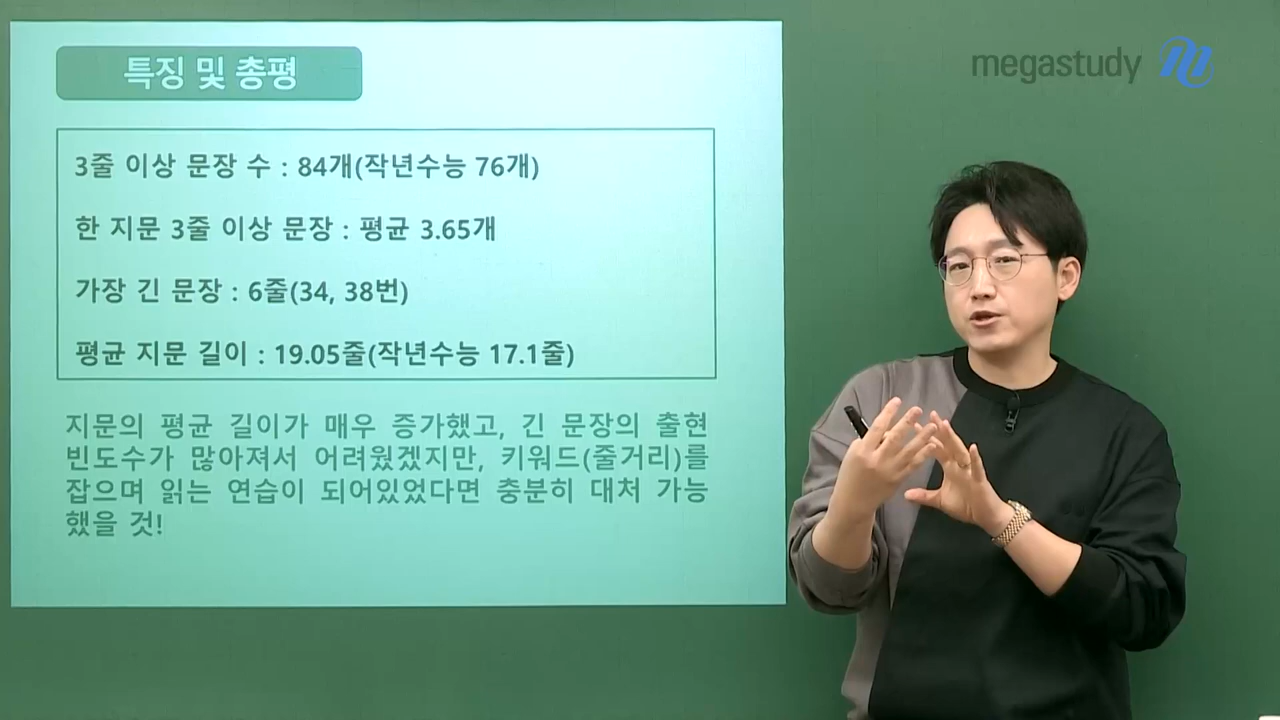 특징 및 총평
megastudy
3줄 이상 문장 수 : 84개(작년수능 76개)
한 지문 3줄 이상 문장 : 평균 3.65개
가장 긴 문장 : 6줄(34, 38번)
평균 지문 길이 : 19.05줄(작년수능 17.1줄)
지문의 평균 길이가 매우 증가했고, 긴 문장의 출현
빈도수가 많아져서 어려웠겠지만, 키워드(줄거리)를
잡으며 읽는 연습이 되어있었다면 충분히 대처 가능
했을 것!